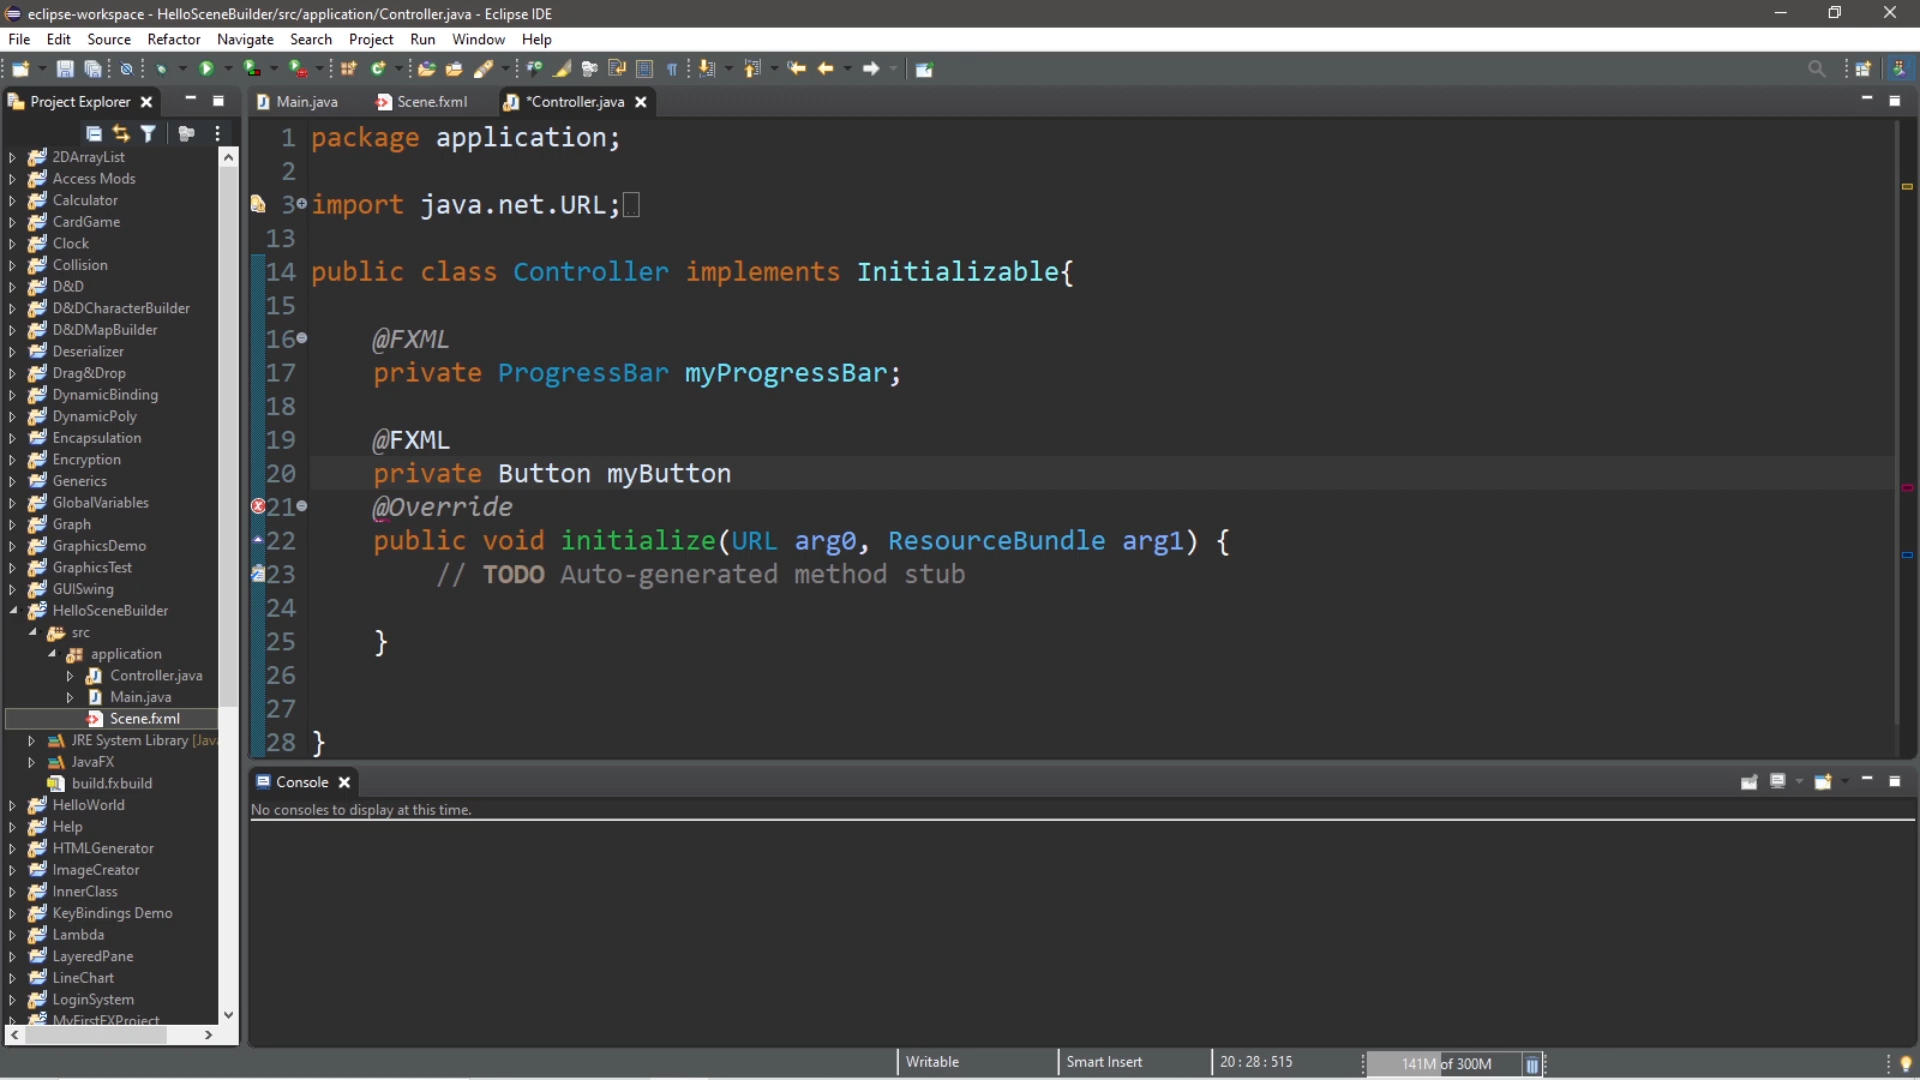 eclipse-workspace - HelloSceneBuilder/src/application/Controller.java - Eclipse IDE
File Edit Source Refactor Navigate Search Project Run Window Help
Project Explorer
Main.java Scene.fxml *Controller.java
2DArrayList
Access Mods
Calculator
CardGame
Clock
Collision
D&D
D&DCharacterBuilder
D&DMapBuilder
Deserializer
Drag&Drop
DynamicBinding
DynamicPoly
Encapsulation
Encryption
Generics
GlobalVariables
Graph
GraphicsDemo
GraphicsTest
GUISwing
HelloSceneBuilder
src
application
Controller.java
Main.java
Scene.fxml
JRE System Library [Java
JavaFX
build.fxbuild
HelloWorld
Help
HTMLGenerator
ImageCreator
InnerClass
KeyBindings Demo
Lambda
LayeredPane
LineChart
LoginSystem
MyFirstFXProject
1 package application;
2
3 import java.net.URL;
13
14 public class Controller implements Initializable{
15
16 @FXML
17 private ProgressBar myProgressBar;
18
19 @FXML
20 private Button myButton
21 @Override
22 public void initialize(URL arg0, ResourceBundle arg1) {
23 // TODO Auto-generated method stub
24
25 }
26
27
28 }
Console
No consoles to display at this time.
Writable Smart Insert 20 : 28 : 515 141M of 300M